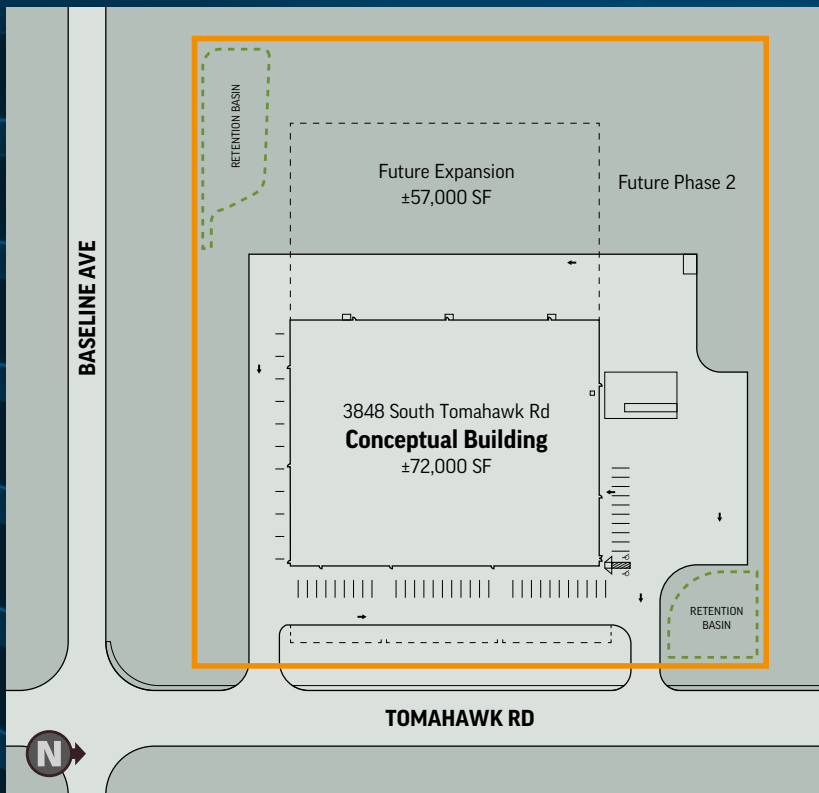 RETENTION BASIN
Future Expansion
±57,000 SF
Future Phase 2
BASELINE AVE
3848 South Tomahawk Rd
Conceptual Building
±72,000 SF
RETENTION
BASIN
TOMAHAWK RD
N